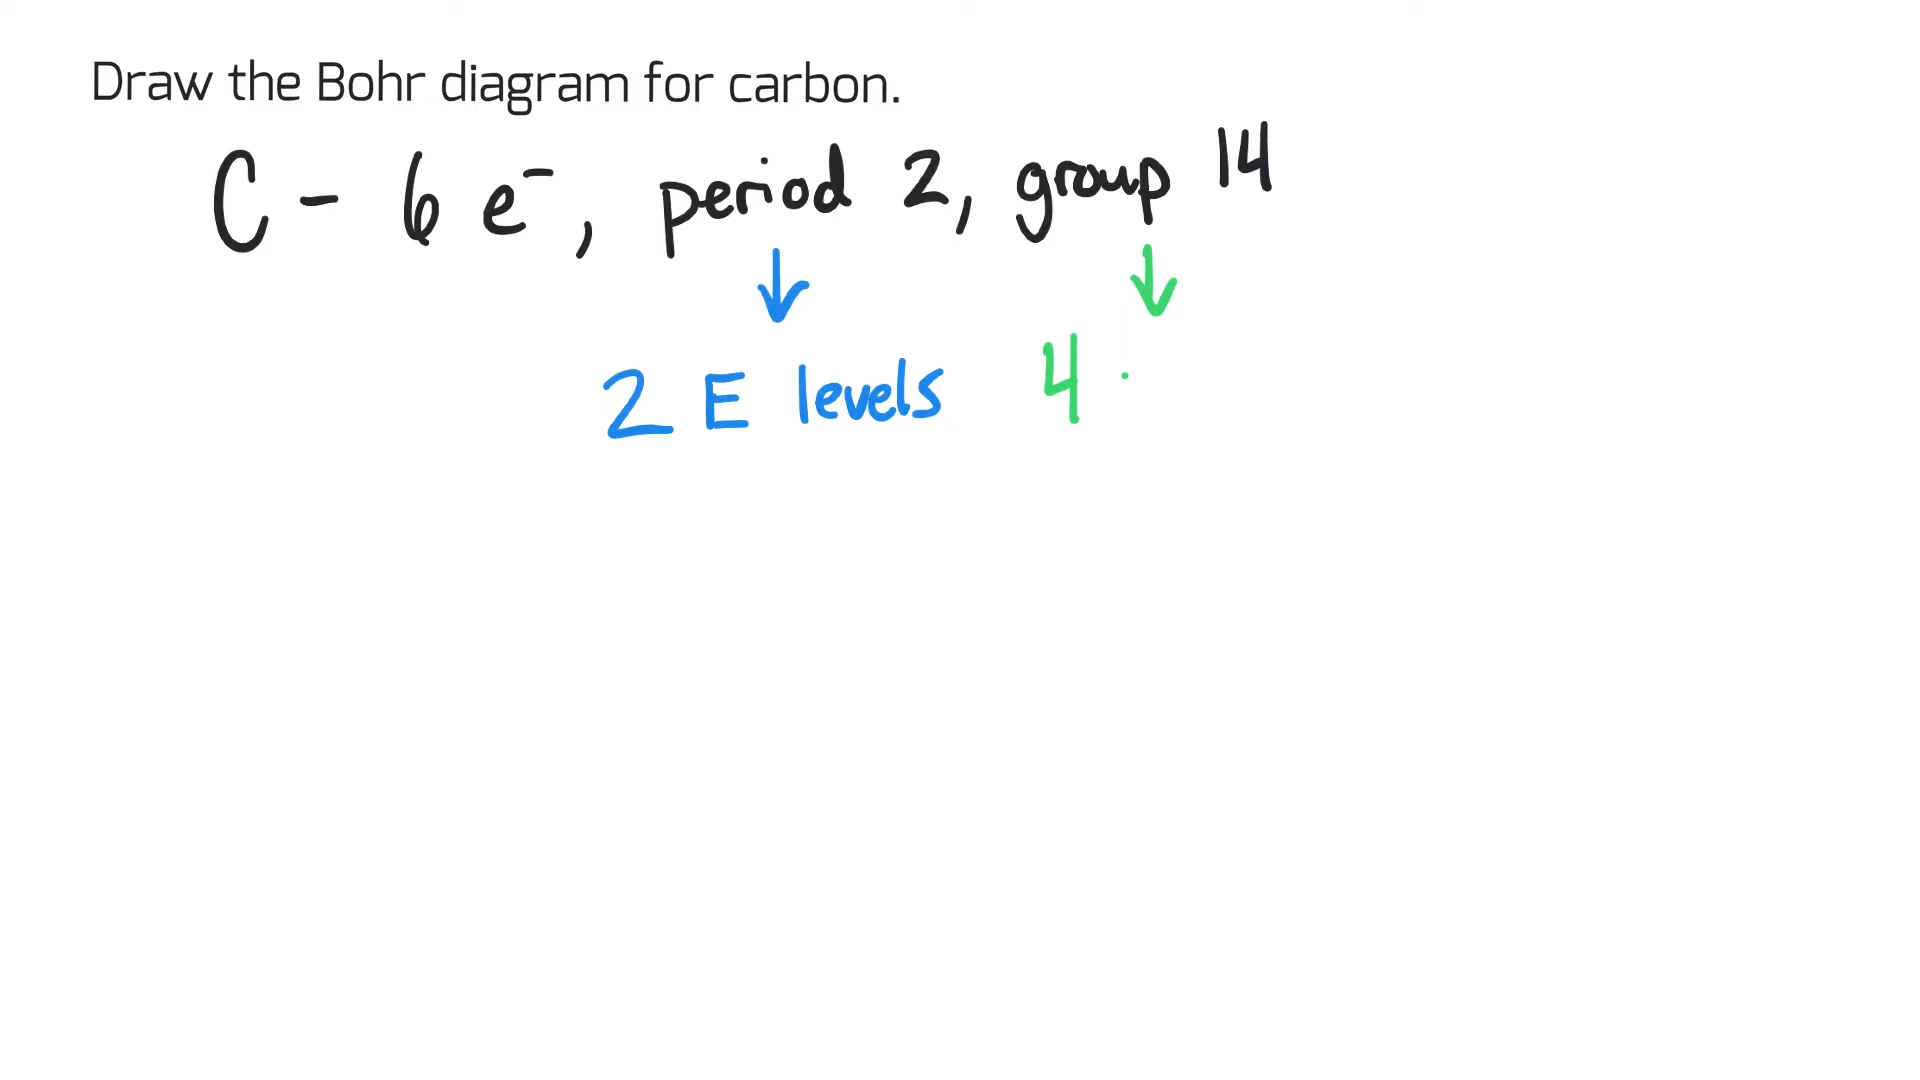 Draw the Bohr diagram for carbon.
C - 6 e⁻, period 2, group 14
2 E levels 4